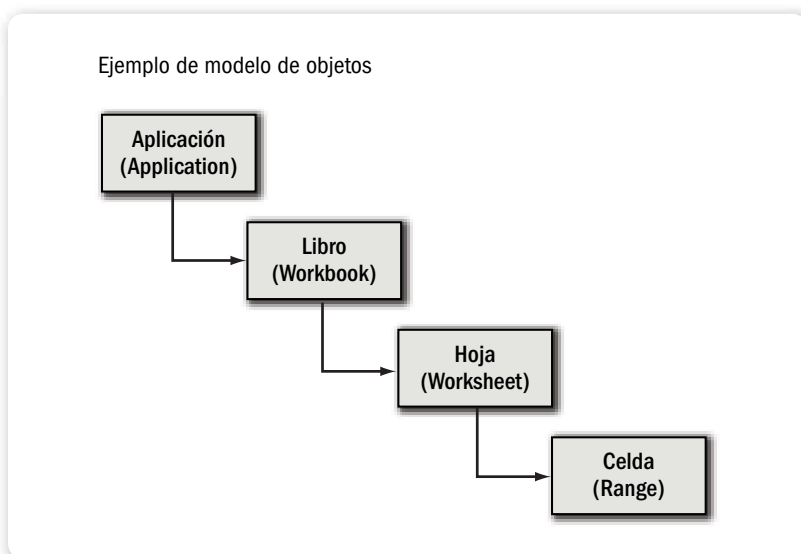 Ejemplo de modelo de objetos
Aplicación
(Application)
Libro
(Workbook)
Hoja
(Worksheet)
Celda
(Range)